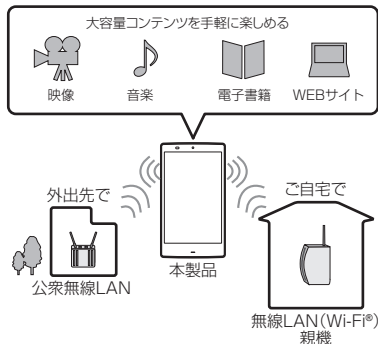 大容量コンテンツを手軽に楽しめる
映像
音楽
電子書籍
WEBサイト
外出先で
ご自宅で
公衆無線LAN
本製品
無線LAN(Wi-Fi®)
親機